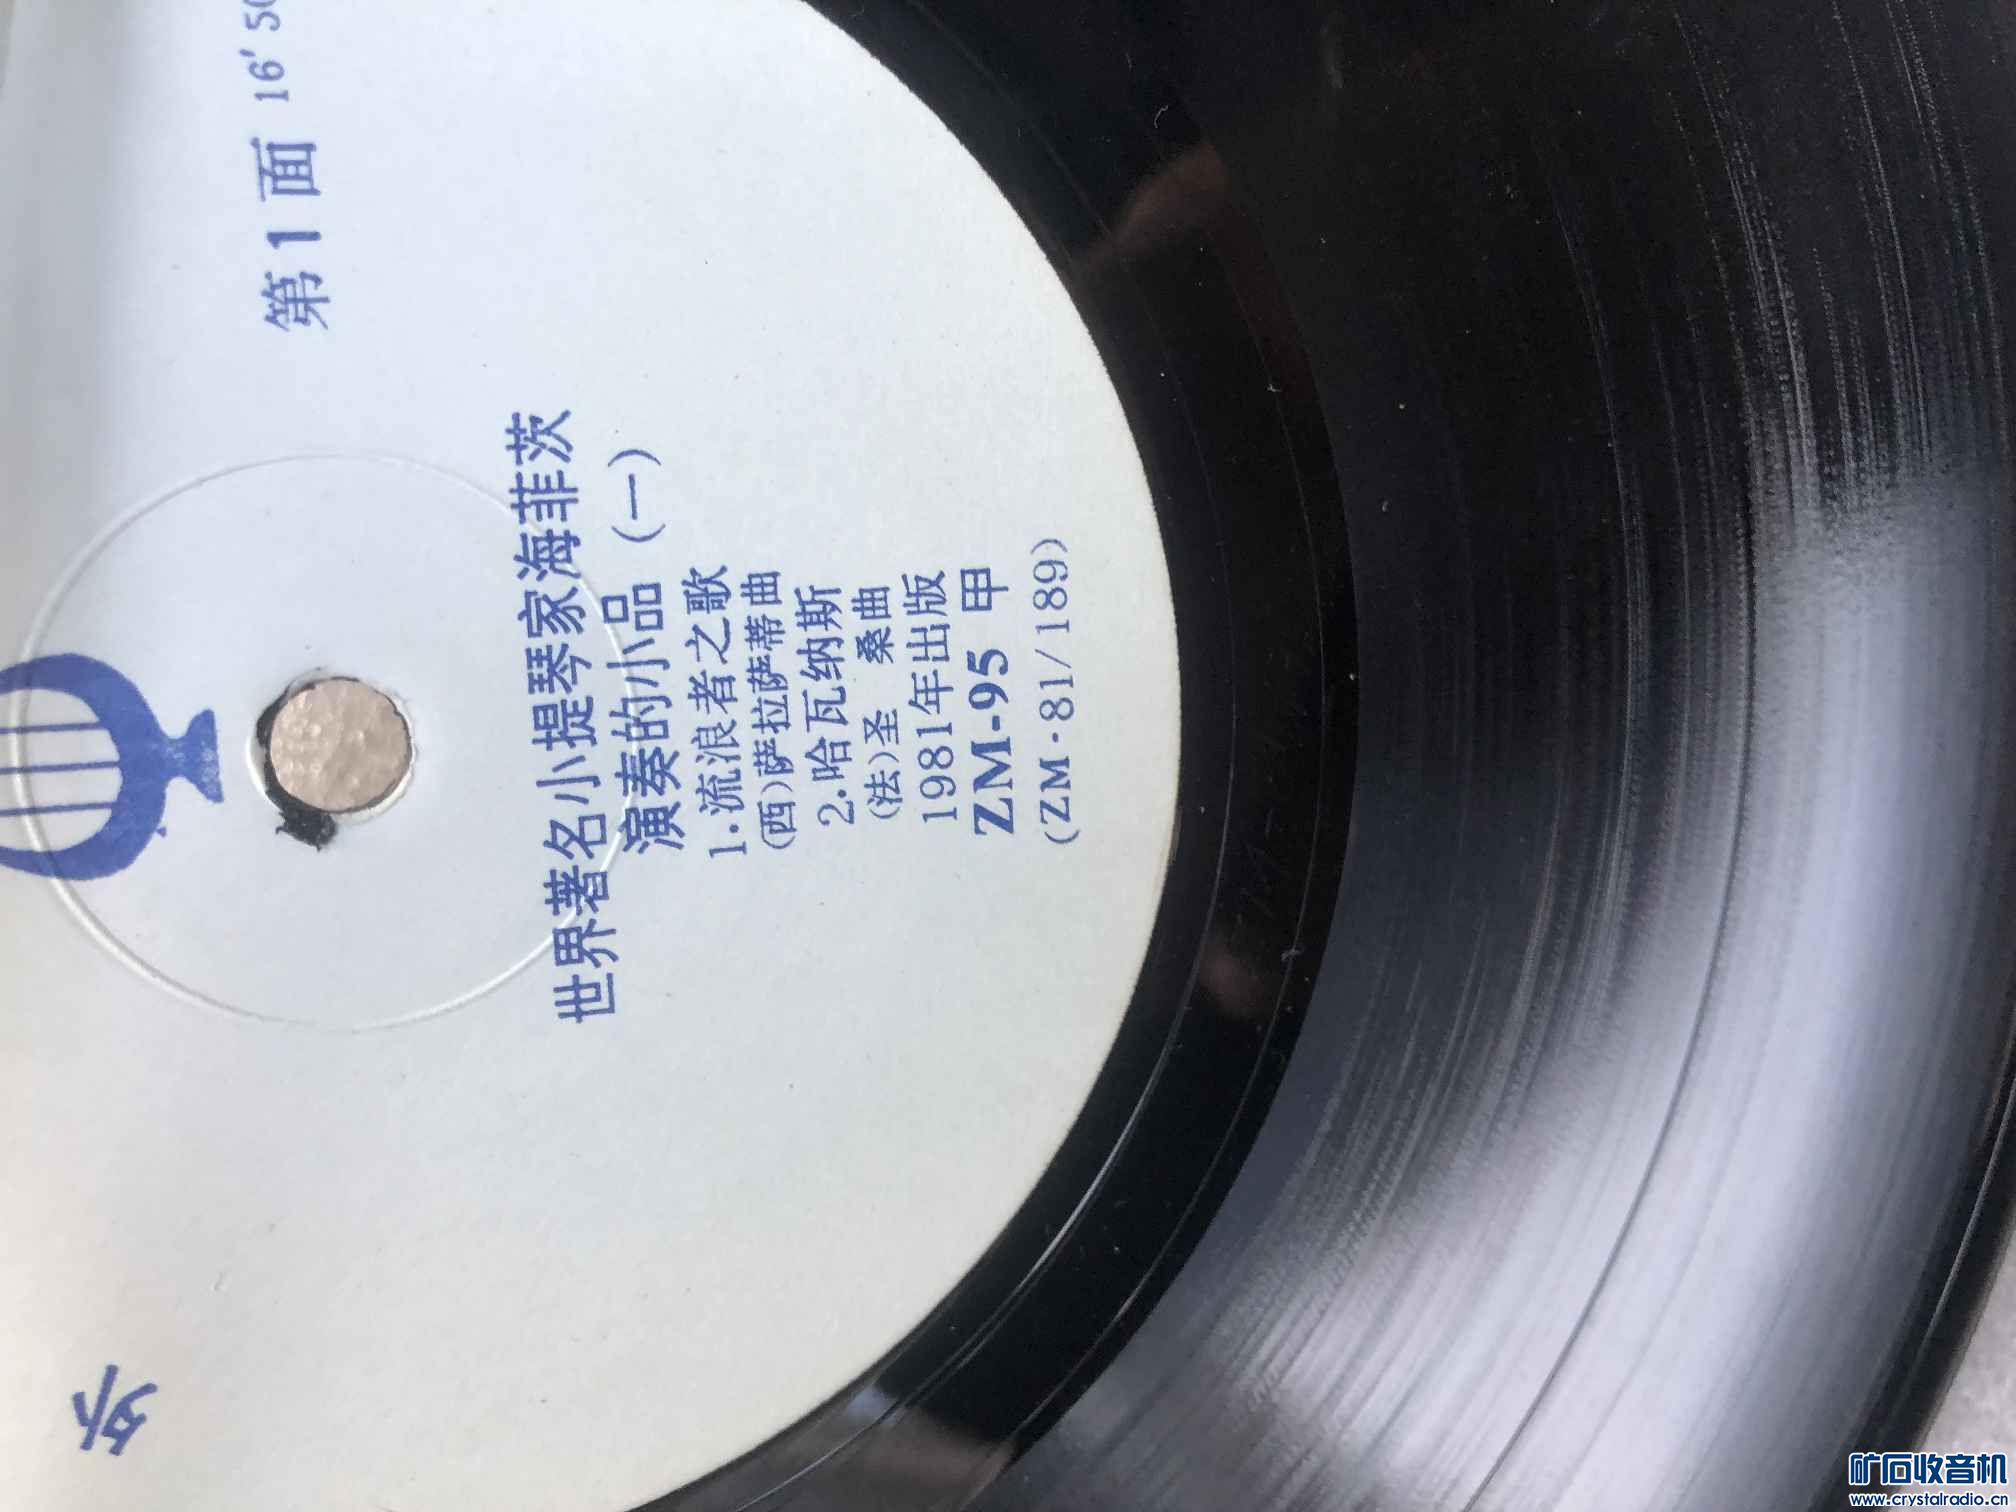 第1面 16′50
世界著名小提琴家海菲茨
演奏的小品（一）
1.流浪者之歌
(西)萨拉萨蒂曲
2.哈瓦纳斯
(法)圣 桑曲
1981年出版
ZM-95 甲
(ZM·81/189)
矿石收音机
www.crystalradio.cn